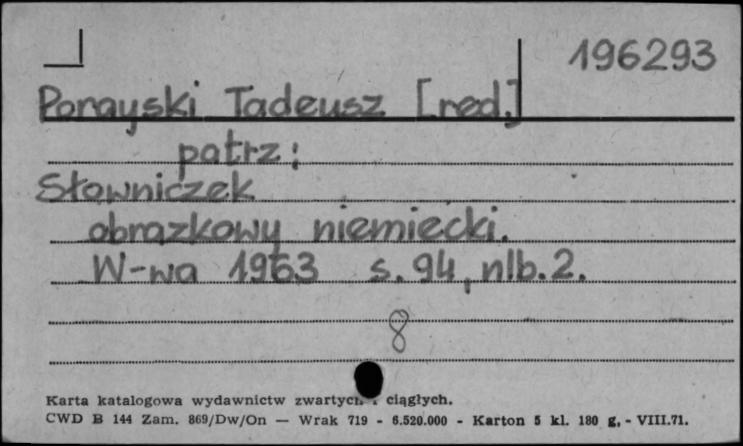 196293
Porayski Tadeusz [red.]
patrz:
Słowniczek
obrazkowy niemiecki.
W-wa 1963 s. 94, nlb. 2.
8
Karta katalogowa wydawnictw zwartych i ciągłych.
CWD B 144 Zam. 869/Dw/On — Wrak 719 - 6.520.000 - Karton 5 kl. 180 g. - VIII.71.